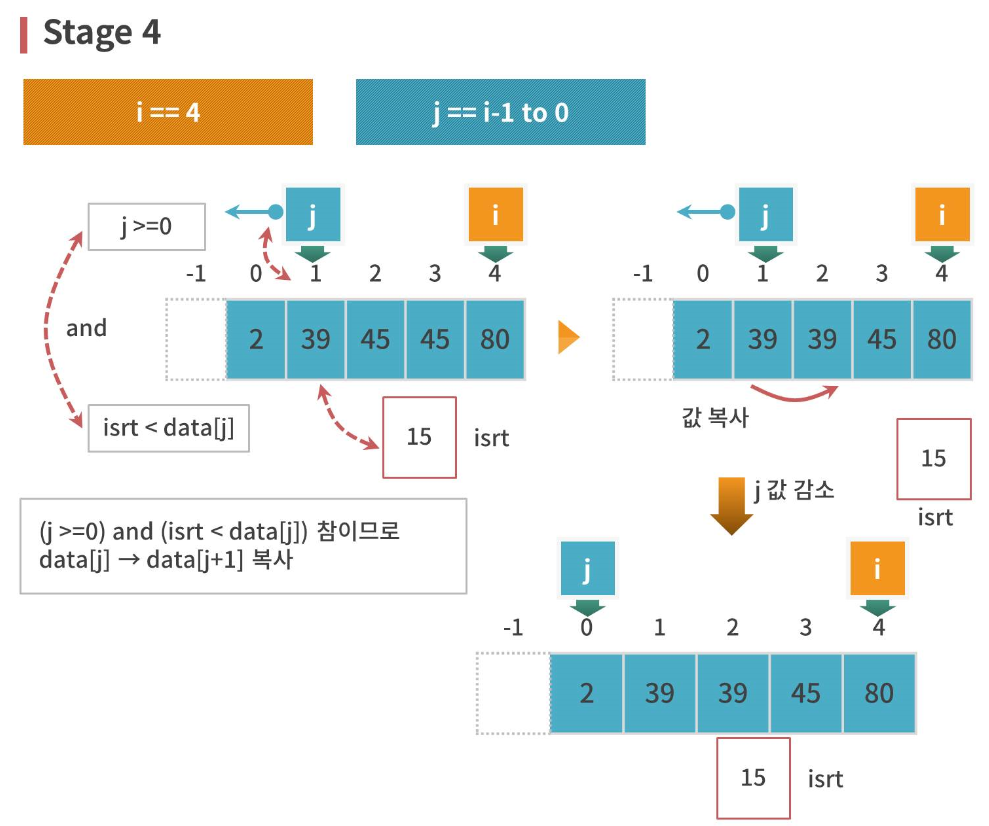 Stage 4
i == 4
j == i-1 to 0
j >=0
and
isrt < data[j]
j
i
-1 0 1 2 3 4
2 39 45 45 80
15
isrt
j
i
-1 0 1 2 3 4
2 39 39 45 80
값 복사
15
isrt
(j >=0) and (isrt < data[j]) 참이므로
data[j] → data[j+1] 복사
j 값 감소
j
i
-1 0 1 2 3 4
2 39 39 45 80
15
isrt